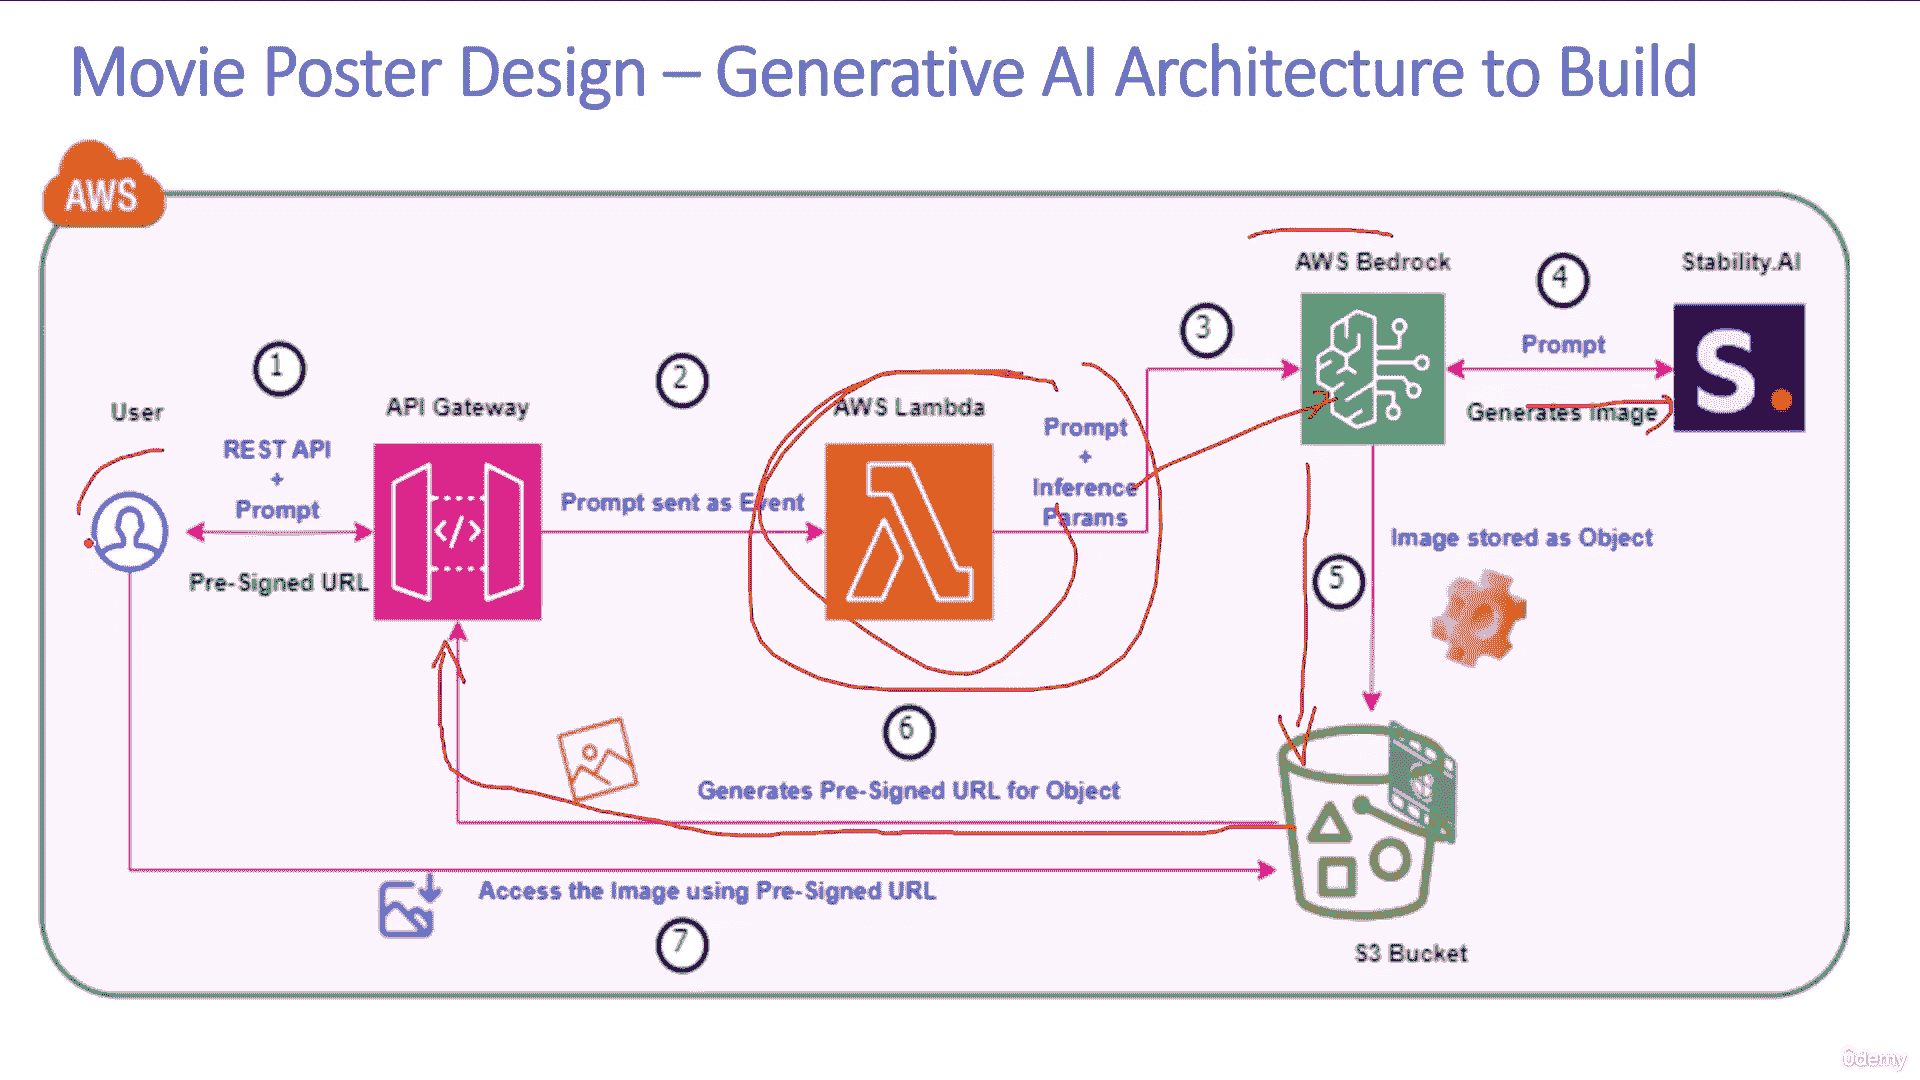 Movie Poster Design – Generative AI Architecture to Build
AWS
AWS Bedrock
Stability.AI
4
3
Prompt
1
2
User
API Gateway
AWS Lambda
Generates Image
REST API
+
Prompt
Prompt
+
Inference
Params
Prompt sent as Event
S.
Pre-Signed URL
Image stored as Object
5
6
Generates Pre-Signed URL for Object
Access the Image using Pre-Signed URL
7
S3 Bucket
ûdemy